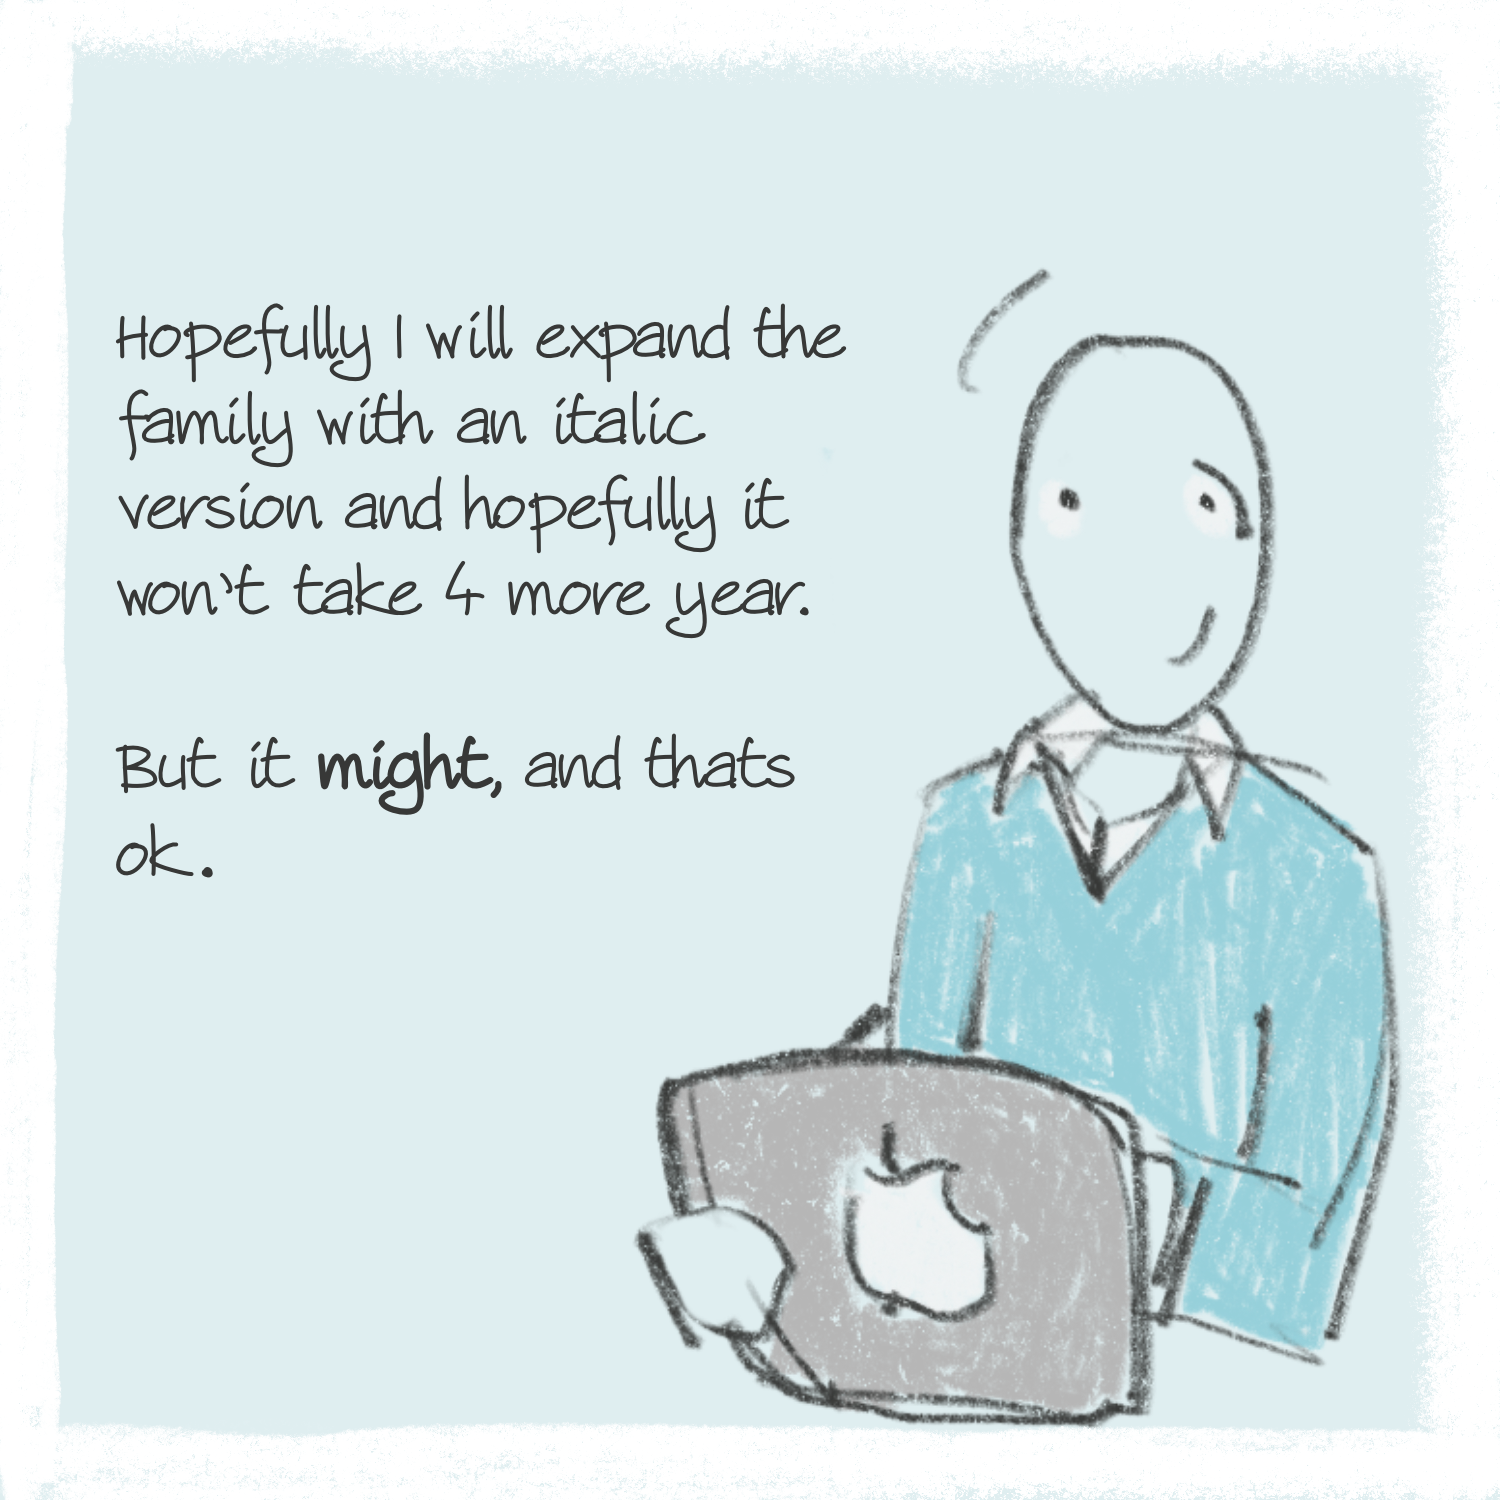 Hopefully I will expand the
family with an italic
version and hopefully it
won't take 4 more year.
But it might, and thats
ok.